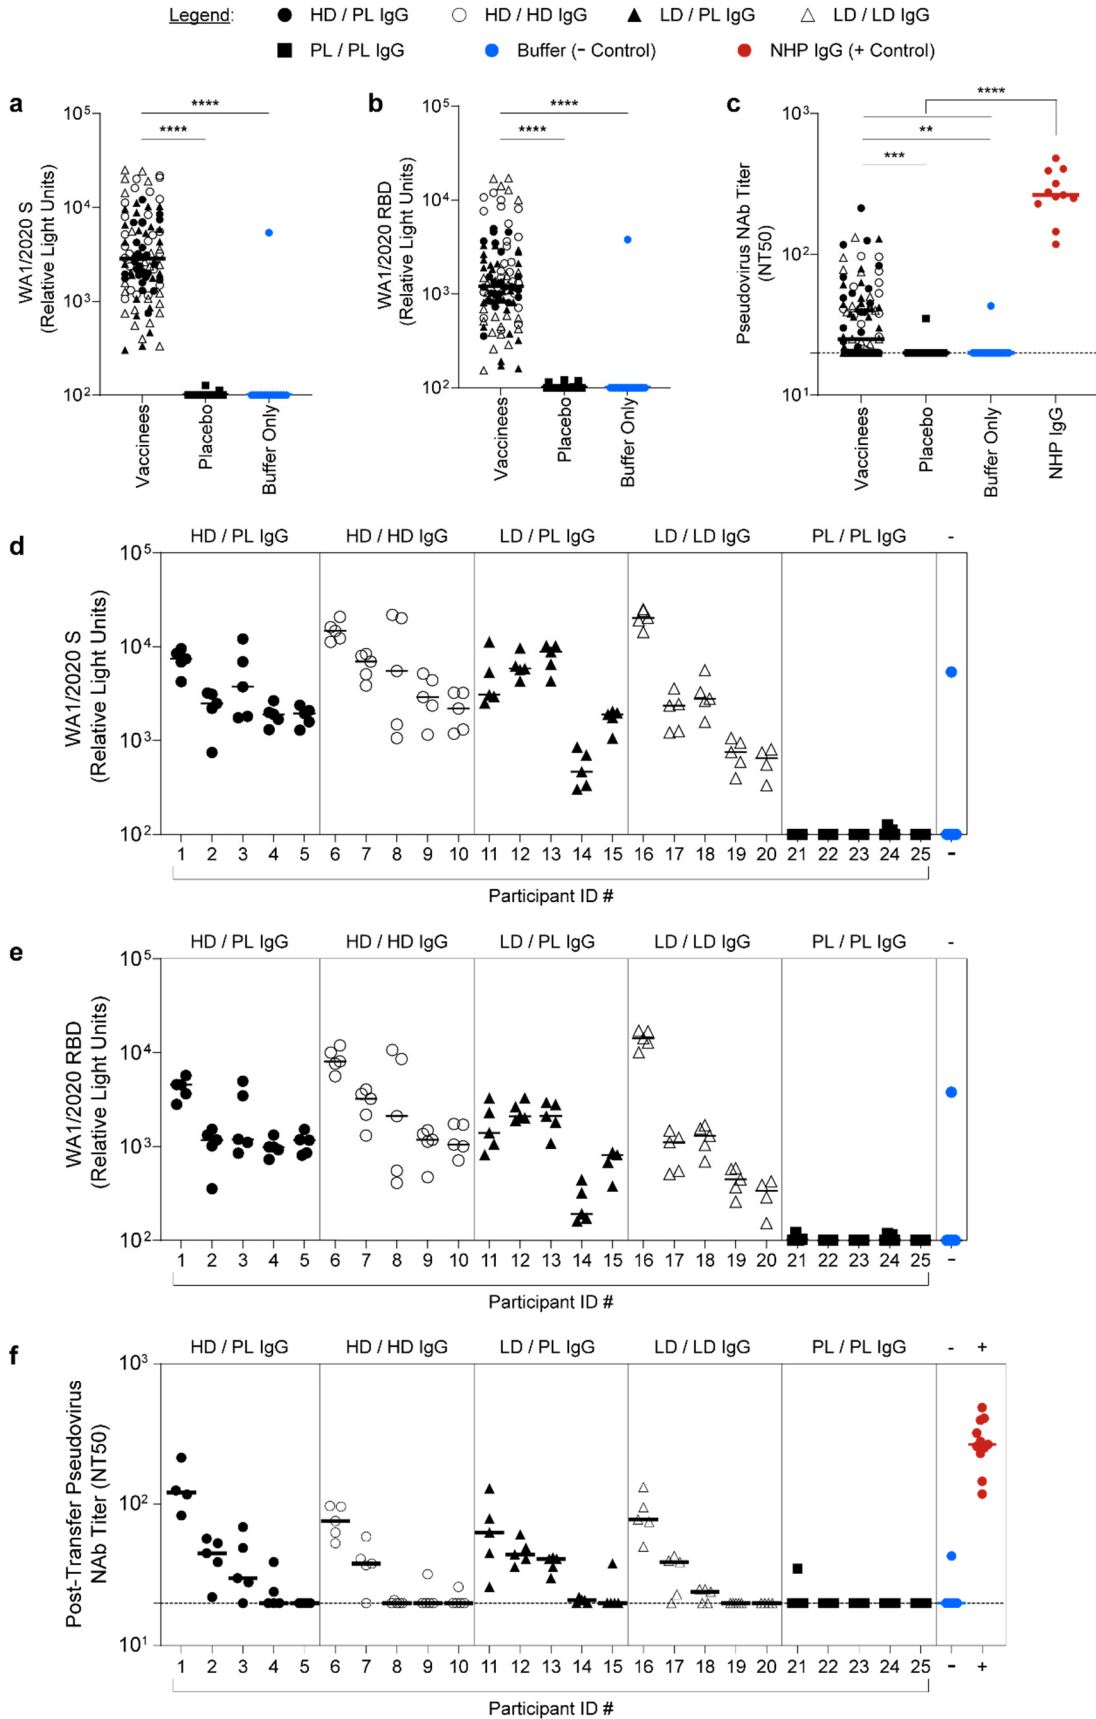 Legend: HD / PL IgG HD / HD IgG LD / PL IgG LD / LD IgG
PL / PL IgG Buffer (− Control) NHP IgG (+ Control)
a
WA1/2020 S
(Relative Light Units)
10⁵
10⁴
10³
10²
****
****
Vaccinees
Placebo
Buffer Only
b
WA1/2020 RBD
(Relative Light Units)
10⁵
10⁴
10³
10²
****
****
Vaccinees
Placebo
Buffer Only
c
Pseudovirus NAb Titer
(NT50)
10³
10²
10¹
****
**
***
Vaccinees
Placebo
Buffer Only
NHP IgG
d
HD / PL IgG HD / HD IgG LD / PL IgG LD / LD IgG PL / PL IgG -
WA1/2020 S
(Relative Light Units)
10⁵
10⁴
10³
10²
1 2 3 4 5 6 7 8 9 10 11 12 13 14 15 16 17 18 19 20 21 22 23 24 25 −
Participant ID #
e
HD / PL IgG HD / HD IgG LD / PL IgG LD / LD IgG PL / PL IgG -
WA1/2020 RBD
(Relative Light Units)
10⁵
10⁴
10³
10²
1 2 3 4 5 6 7 8 9 10 11 12 13 14 15 16 17 18 19 20 21 22 23 24 25 −
Participant ID #
f
HD / PL IgG HD / HD IgG LD / PL IgG LD / LD IgG PL / PL IgG - +
Post-Transfer Pseudovirus
NAb Titer (NT50)
10³
10²
10¹
1 2 3 4 5 6 7 8 9 10 11 12 13 14 15 16 17 18 19 20 21 22 23 24 25 − +
Participant ID #